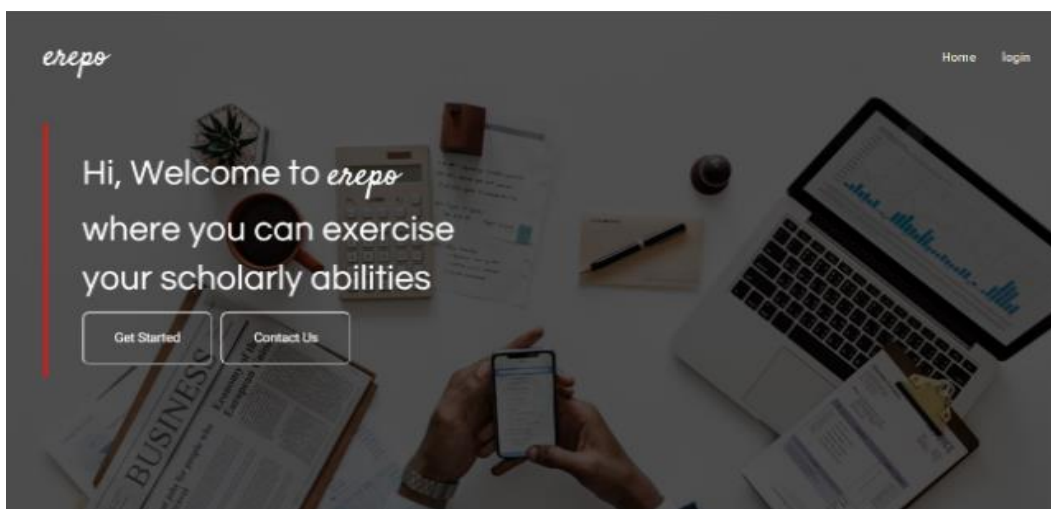 erepo
Home login
Hi, Welcome to erepo
where you can exercise
your scholarly abilities
Get Started Contact Us
BUSINESS